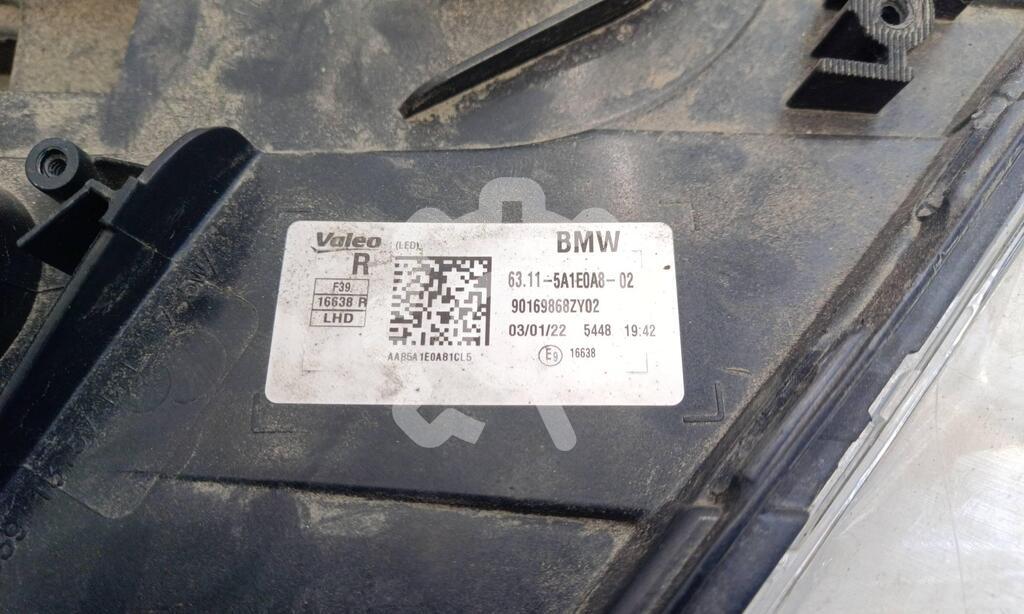 Valeo (LED) BMW
R
F39
16638 R
LHD
63.11-5A1E0A8-02
90169868ZY02
03/01/22 5448 19:42
E9 16638
AAB5A1E0A81CL5